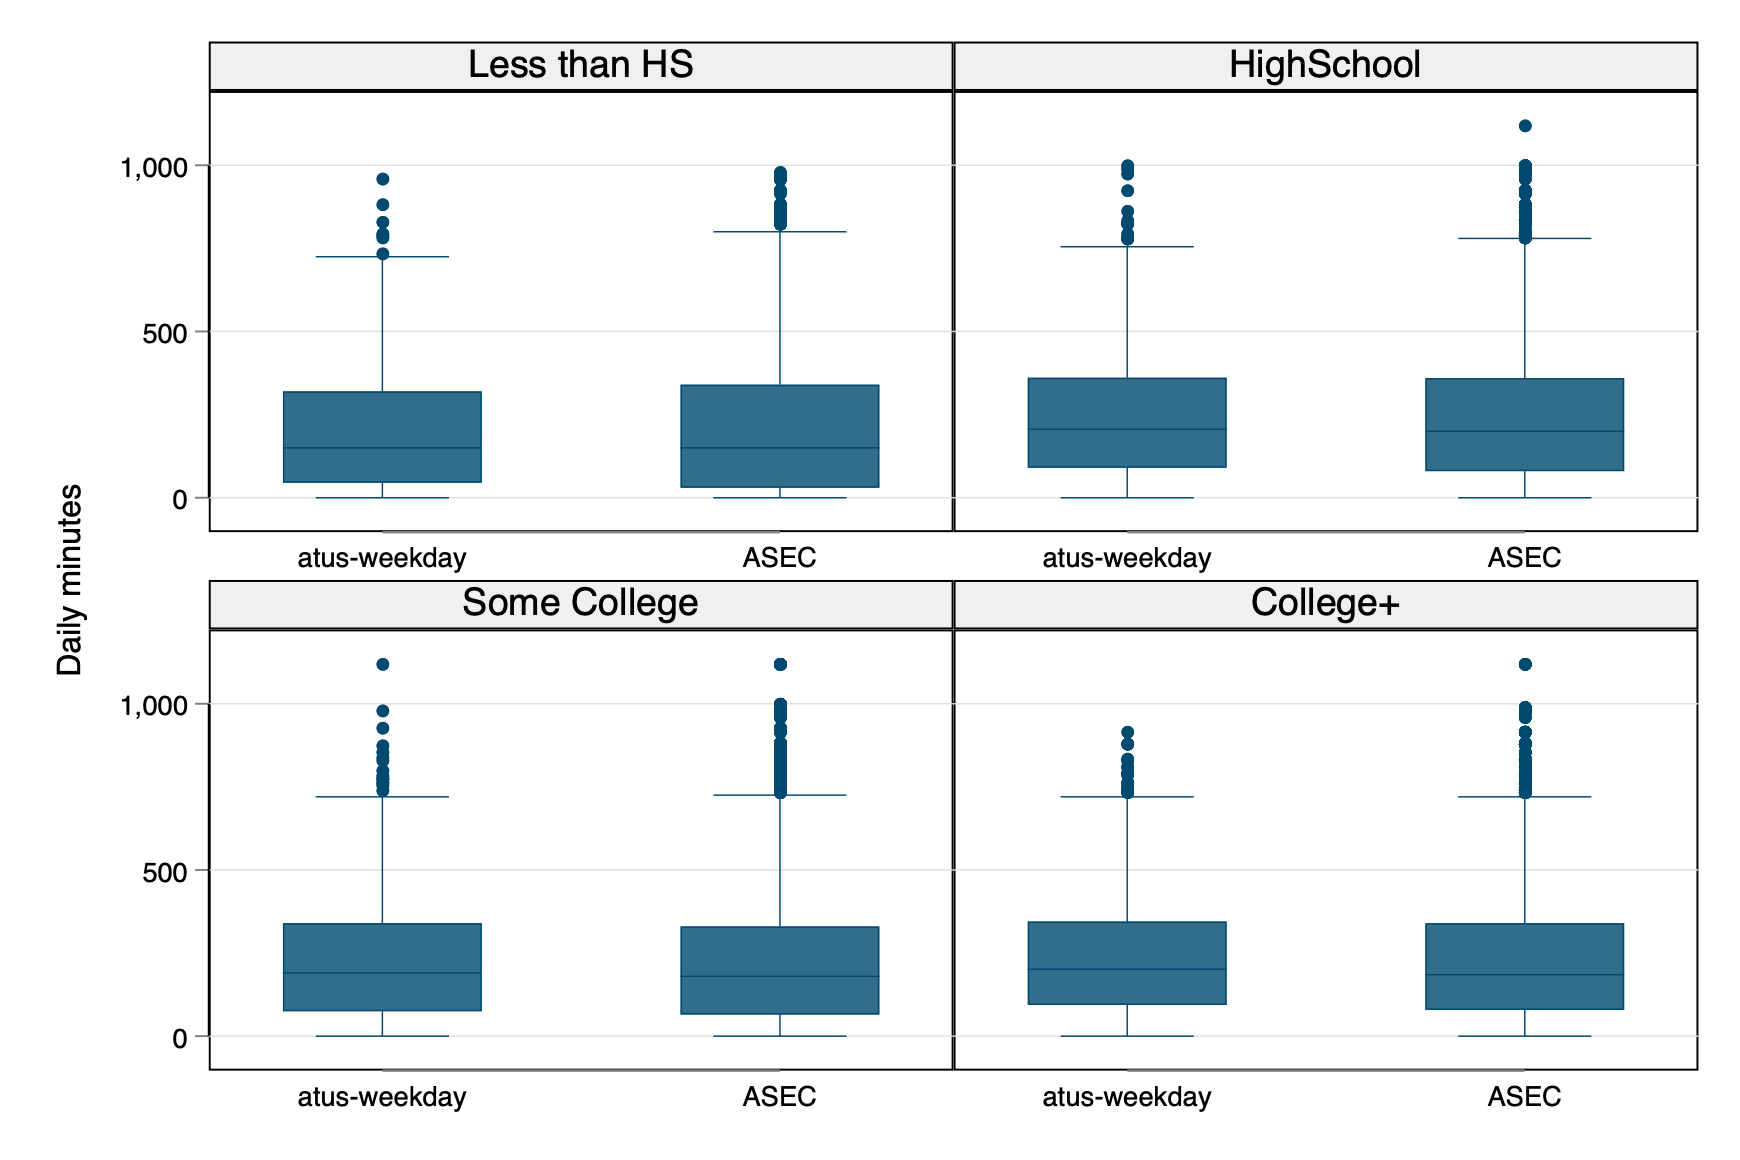 Daily minutes
Less than HS
HighSchool
1,000
500
0
atus-weekday
ASEC
atus-weekday
ASEC
Some College
College+
1,000
500
0
atus-weekday
ASEC
atus-weekday
ASEC